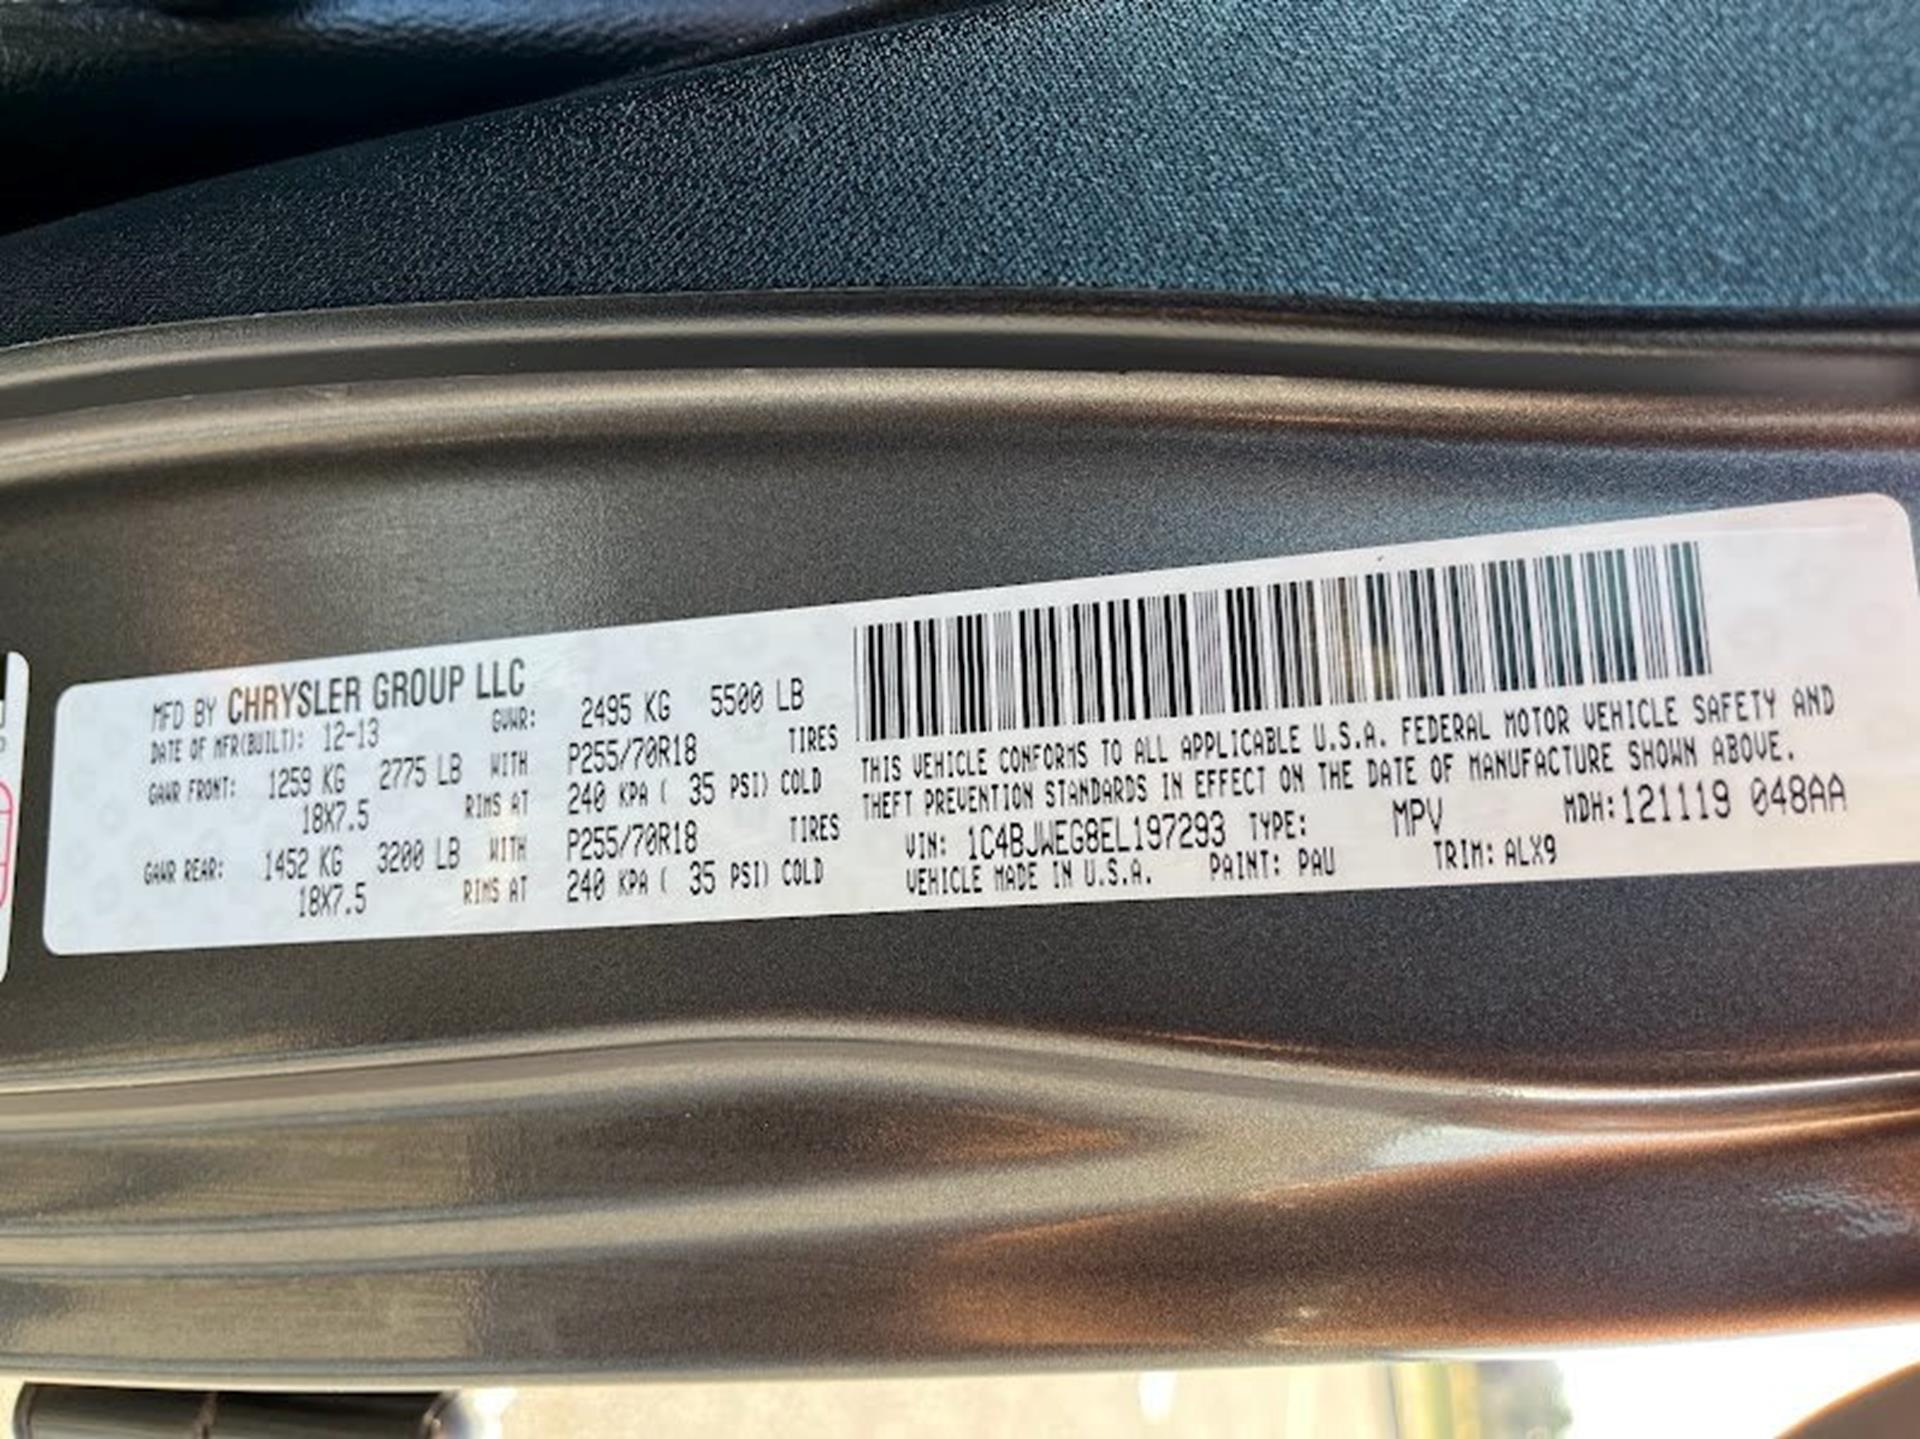 MFD BY CHRYSLER GROUP LLC
DATE OF MFR(BUILT): 12-13 GVWR: 2495 KG 5500 LB
GAWR FRONT: 1259 KG 2775 LB WITH P255/70R18 TIRES
18X7.5 RIMS AT 240 KPA ( 35 PSI) COLD
GAWR REAR: 1452 KG 3200 LB WITH P255/70R18 TIRES
18X7.5 RIMS AT 240 KPA ( 35 PSI) COLD
THIS VEHICLE CONFORMS TO ALL APPLICABLE U.S.A. FEDERAL MOTOR VEHICLE SAFETY AND
THEFT PREVENTION STANDARDS IN EFFECT ON THE DATE OF MANUFACTURE SHOWN ABOVE.
VIN: 1C4BJWEG8EL197293 TYPE: MPV MDH:121119 048AA
VEHICLE MADE IN U.S.A. PAINT: PAU TRIM: ALX9